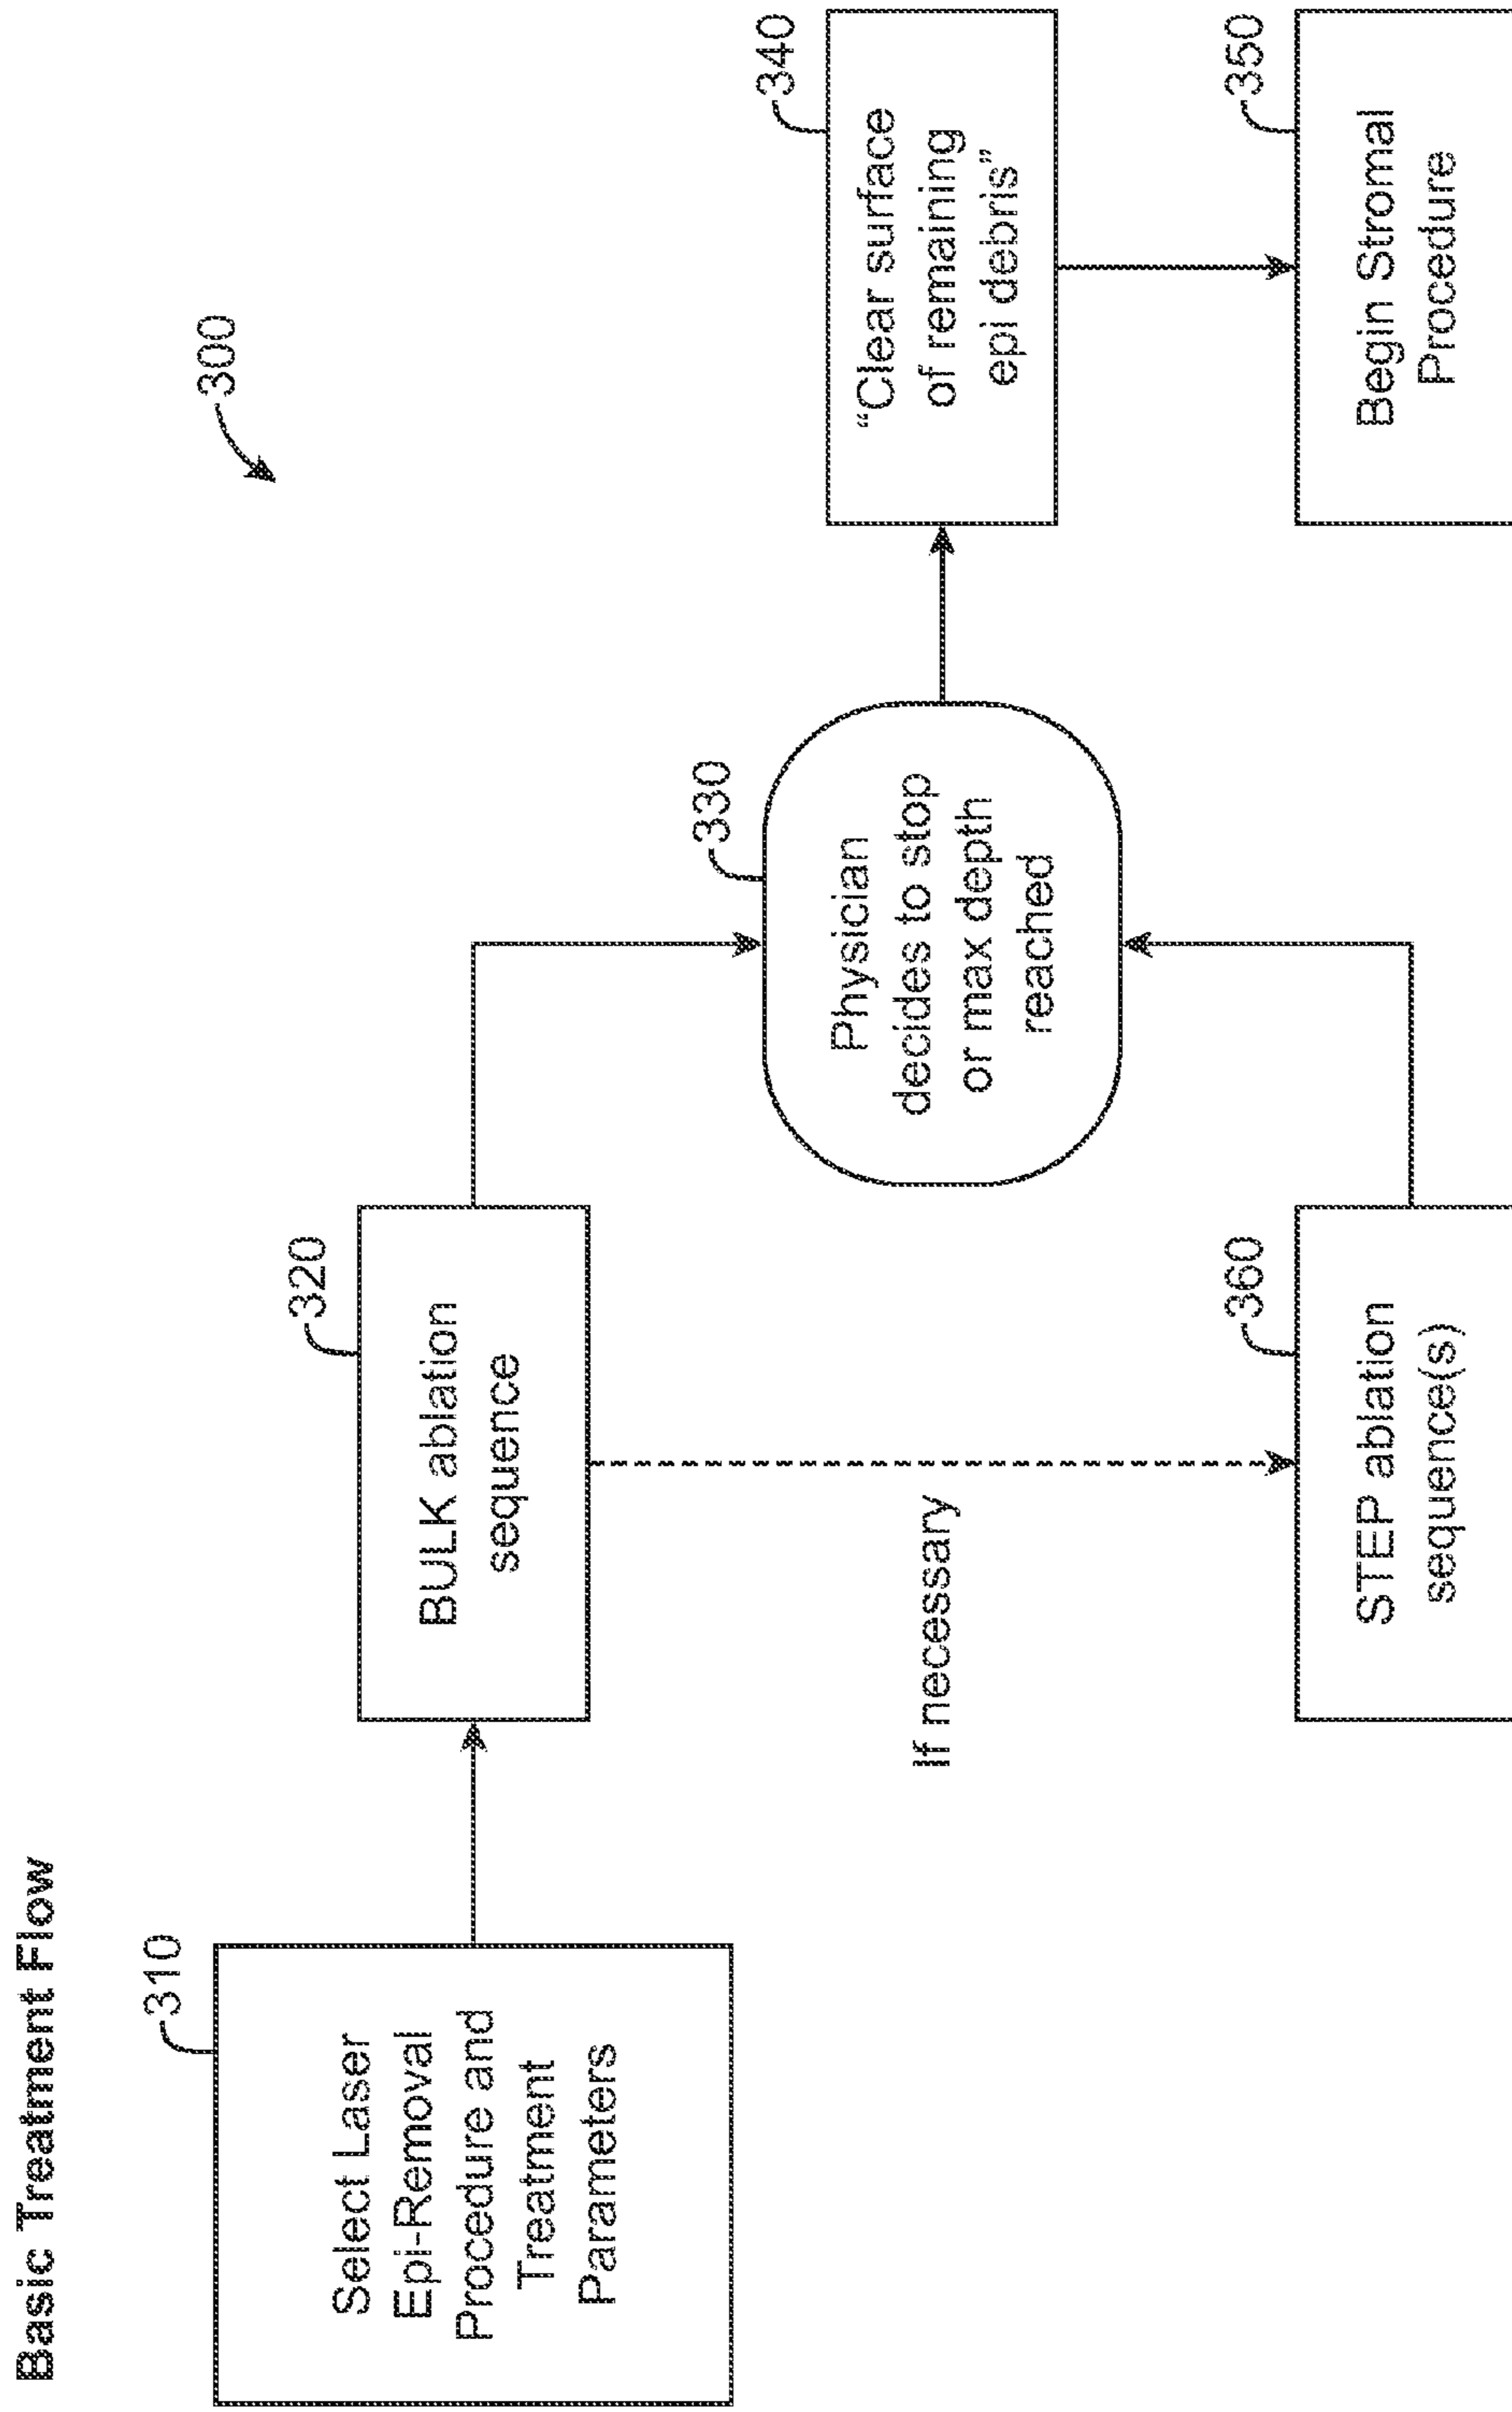 Basic Treatment Flow
300
310
Select Laser
Epi-Removal
Procedure and
Treatment
Parameters
320
BULK ablation
sequence
If necessary
360
STEP ablation
sequence(s)
330
Physician
decides to stop
or max depth
reached
340
“Clear surface
of remaining
epi debris”
350
Begin Stromal
Procedure